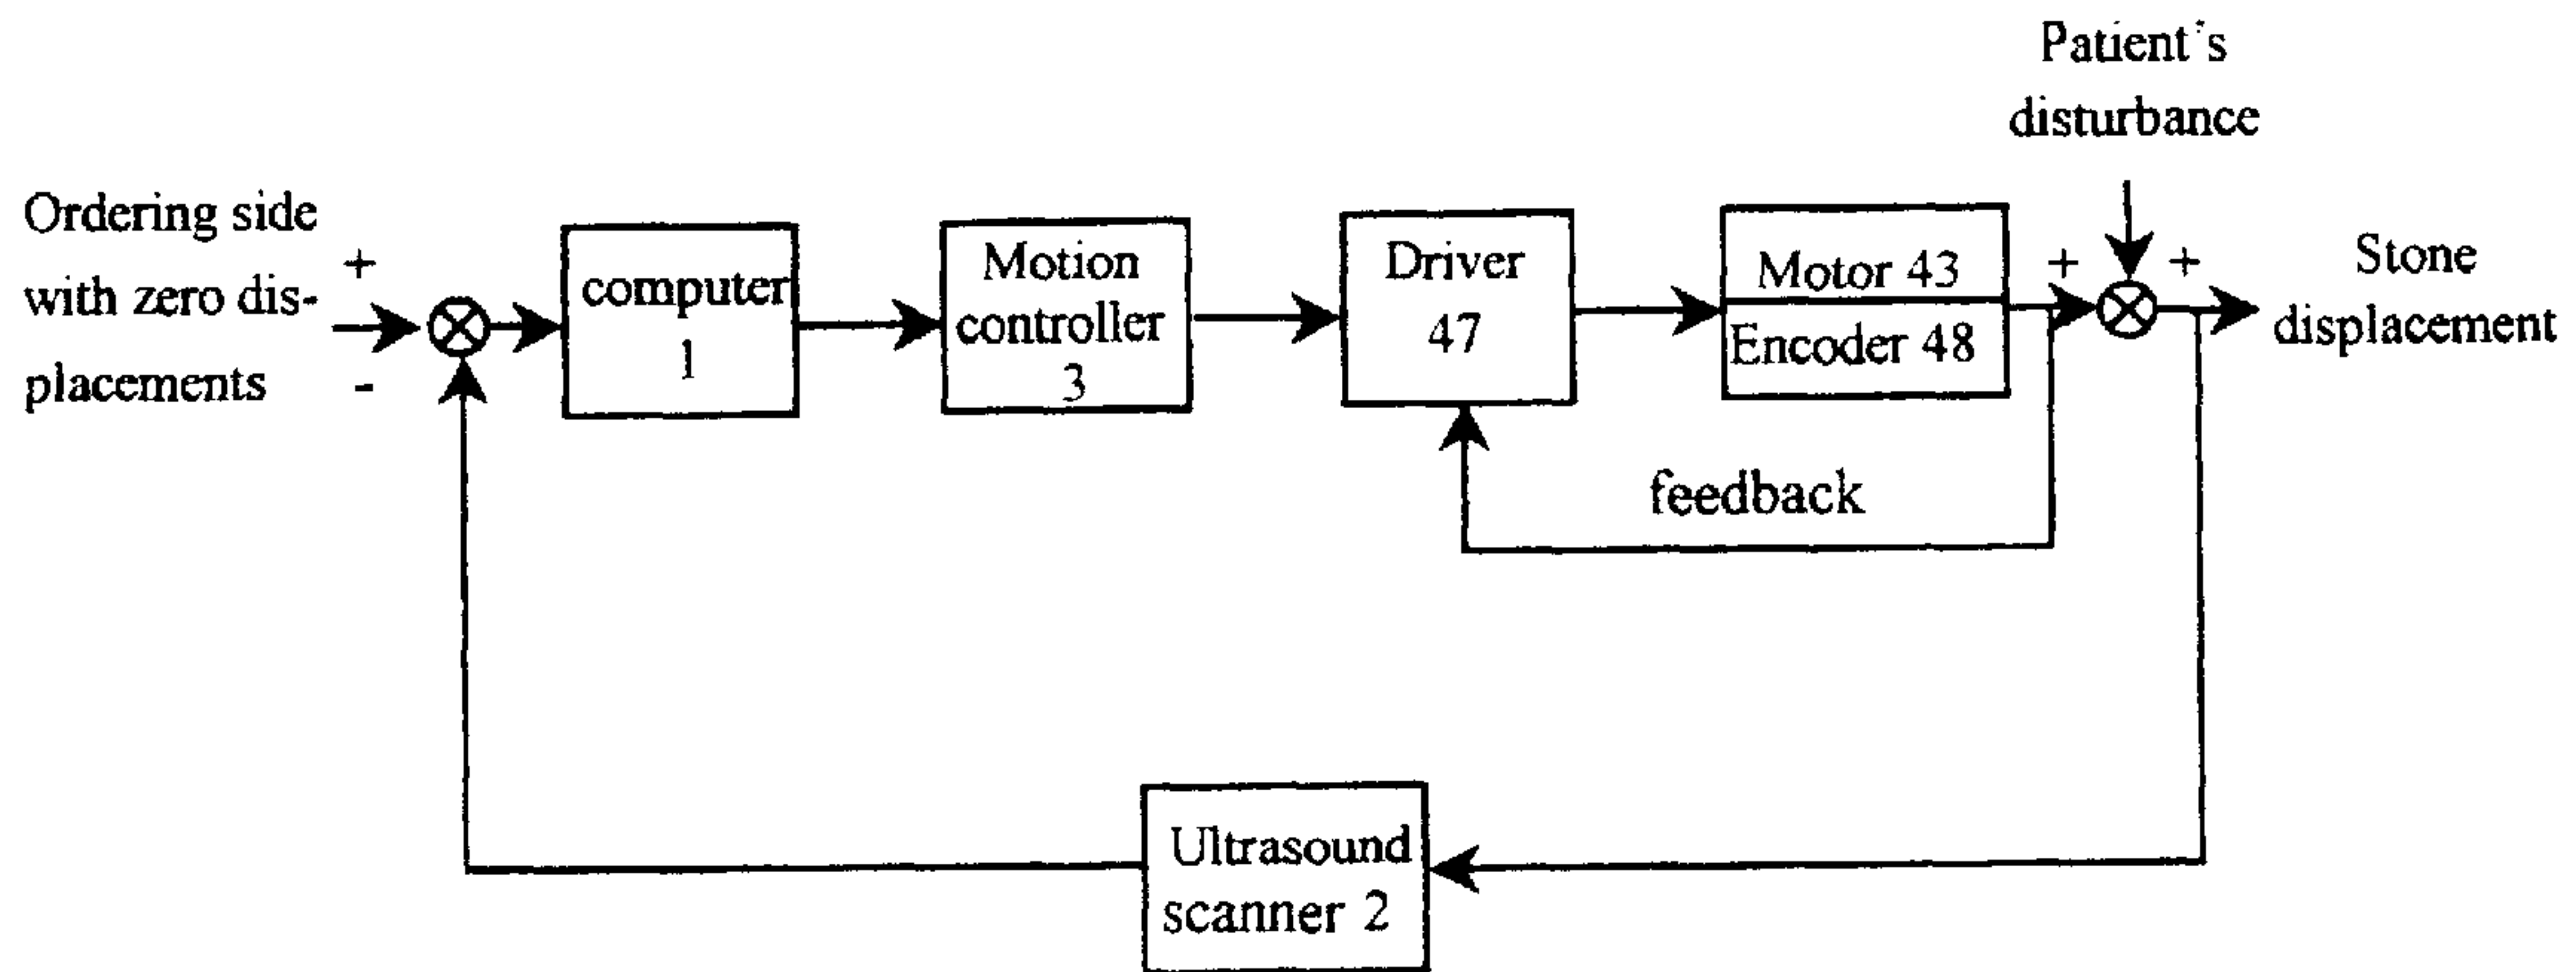 Patient's
disturbance
Ordering side
with zero dis-
placements
+
-
computer
1
Motion
controller
3
Driver
47
Motor 43
Encoder 48
+
+
Stone
displacement
feedback
Ultrasound
scanner 2